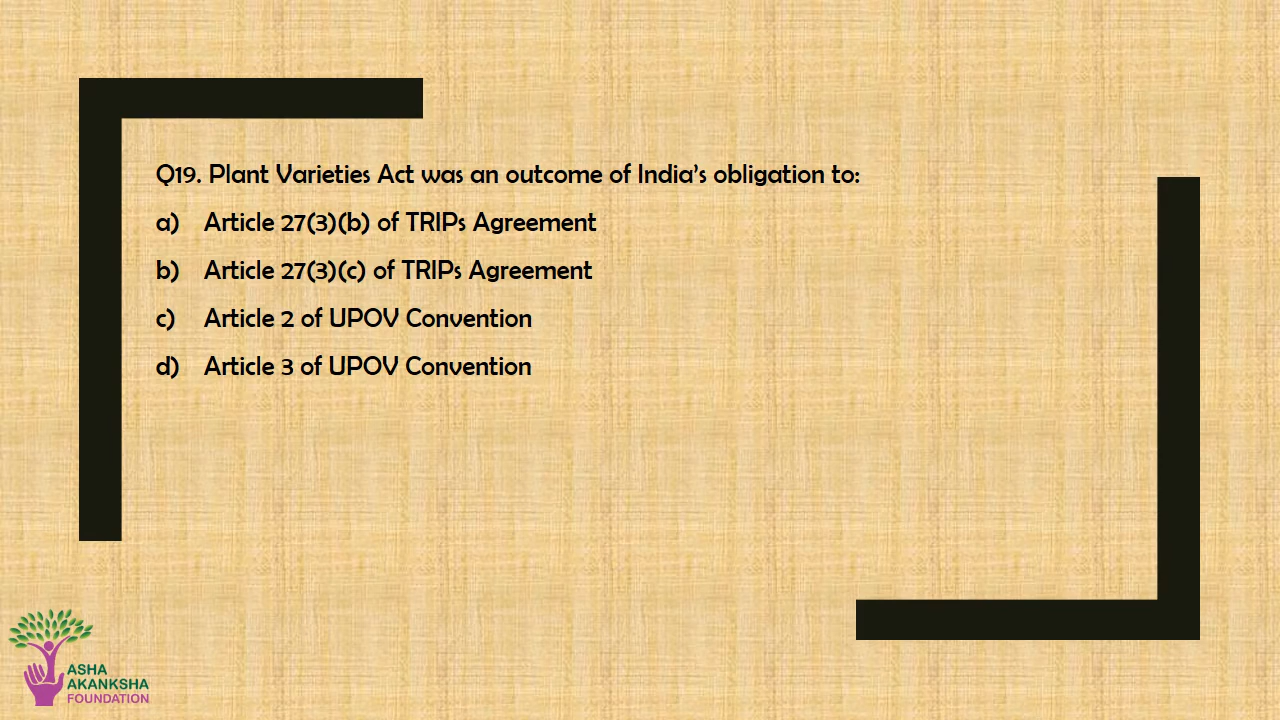 Q19. Plant Varieties Act was an outcome of India’s obligation to:
a) Article 27(3)(b) of TRIPs Agreement
b) Article 27(3)(c) of TRIPs Agreement
c) Article 2 of UPOV Convention
d) Article 3 of UPOV Convention
ASHA
AKANKSHA
FOUNDATION